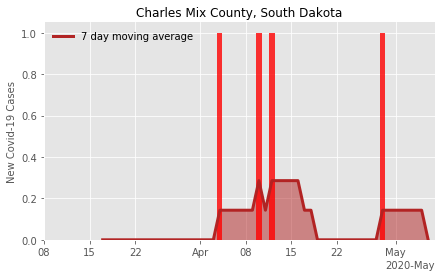 Charles Mix County, South Dakota
7 day moving average
New Covid-19 Cases
1.0
0.8
0.6
0.4
0.2
0.0
08 15 22 Apr 08 15 22 May
2020-May